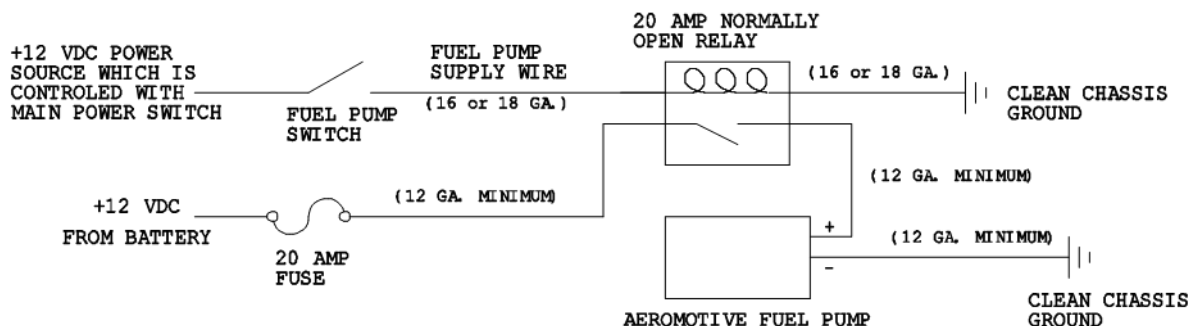 +12 VDC POWER
SOURCE WHICH IS
CONTROLED WITH
MAIN POWER SWITCH
FUEL PUMP
SWITCH
FUEL PUMP
SUPPLY WIRE
(16 or 18 GA.)
20 AMP NORMALLY
OPEN RELAY
(16 or 18 GA.)
CLEAN CHASSIS
GROUND
+12 VDC
FROM BATTERY
20 AMP
FUSE
(12 GA. MINIMUM)
(12 GA. MINIMUM)
+
-
(12 GA. MINIMUM)
CLEAN CHASSIS
GROUND
AEROMOTIVE FUEL PUMP